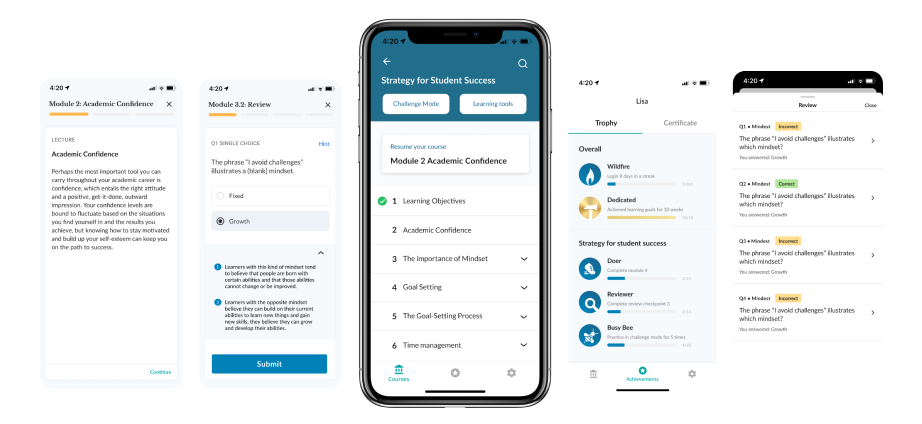 4:20
Module 2: Academic Confidence
LECTURE
Academic Confidence
Perhaps the most important tool you can
carry throughout your academic career is
confidence, which entails the right attitude
and a positive, get-it-done, outward
impression. Your confidence levels are
bound to fluctuate based on the situations
you find yourself in and the results you
achieve, but knowing how to stay motivated
and build up your self-esteem can keep you
on the path to success.
Continue
4:20
Module 3.2: Review
Q1 SINGLE CHOICE
Hint
The phrase "I avoid challenges"
illustrates a (blank) mindset.
Fixed
Growth
1 Learners with this kind of mindset tend
to believe that people are born with
certain abilities and that those abilities
cannot change or be improved.
2 Learners with the opposite mindset
believe they can build on their current
abilities to learn new things and gain
new skills; they believe they can grow
and develop their abilities.
Submit
4:20
Strategy for Student Success
Challenge Mode
Learning tools
Resume your course
Module 2 Academic Confidence
1 Learning Objectives
2 Academic Confidence
3 The importance of Mindset
4 Goal Setting
5 The Goal-Setting Process
6 Time management
Courses
4:20
Lisa
Trophy
Certificate
Overall
Wildfire
Login 8 days in a streak
Dedicated
Achieved learning goals for 10 weeks
10/10
Strategy for student success
Doer
Complete module 4
Reviewer
Complete review checkpoint 3
Busy Bee
Practice in challenge mode for 5 times
Achievements
4:20
Review
Close
Q1 • Mindest Incorrect
The phrase "I avoid challenges" illustrates
which mindset?
You answered: Growth
Q2 • Mindest Correct
The phrase "I avoid challenges" illustrates
which mindset?
You answered: Growth
Q3 • Mindest Incorrect
The phrase "I avoid challenges" illustrates
which mindset?
You answered: Growth
Q4 • Mindest Incorrect
The phrase "I avoid challenges" illustrates
which mindset?
You answered: Growth